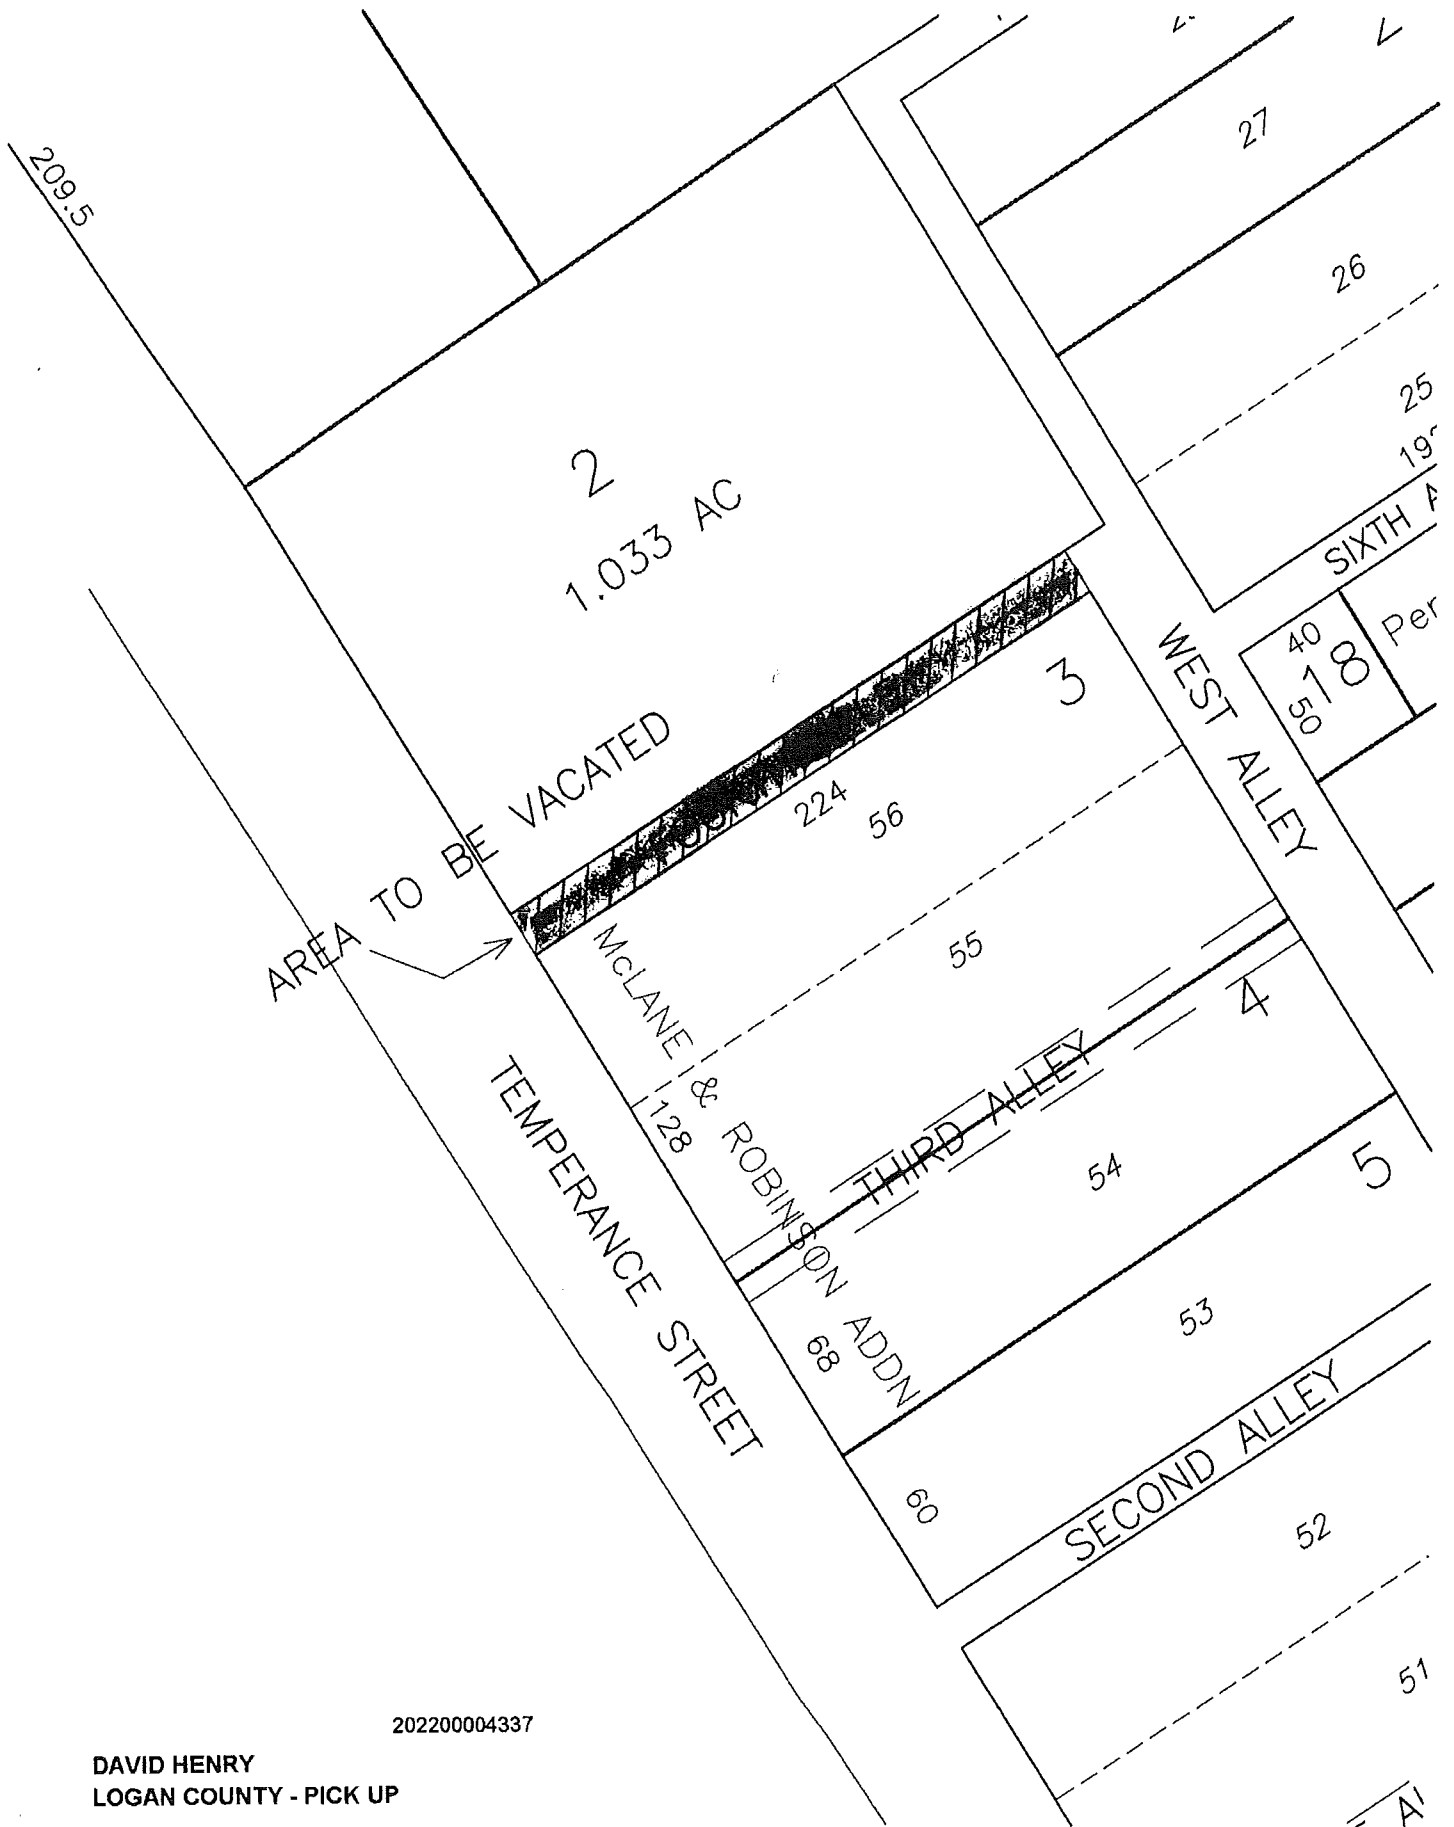 209.5
27
26
25
2
1.033 AC
SIXTH
40
18
50
Per
WEST ALLEY
3
AREA TO BE VACATED
224
56
55
McLANE & ROBINSON ADDN
128
4
THIRD ALLEY
54
5
TEMPERANCE STREET
68
53
60
SECOND ALLEY
52
51
202200004337
DAVID HENRY
LOGAN COUNTY - PICK UP